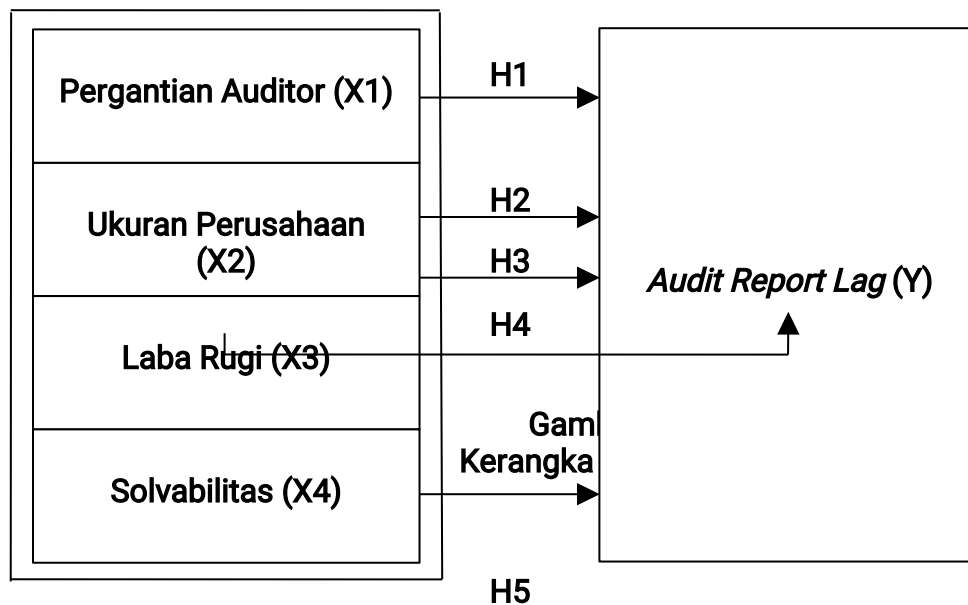 Pergantian Auditor (X1)
H1
Ukuran Perusahaan
(X2)
H2
H3
Audit Report Lag (Y)
H4
Laba Rugi (X3)
Kerangka
Solvabilitas (X4)
H5